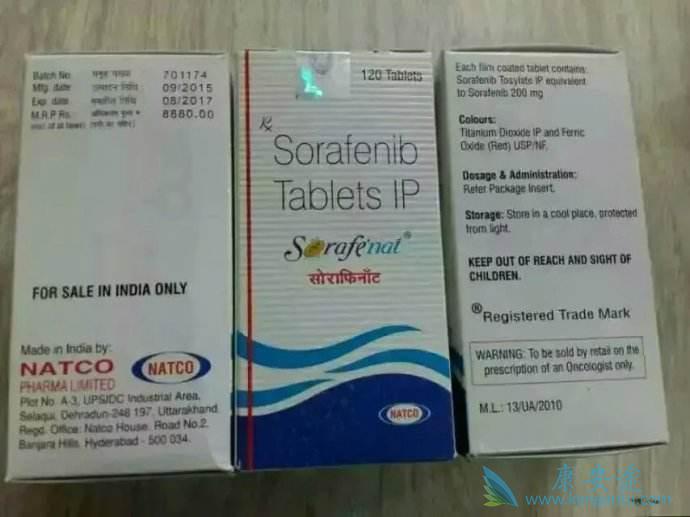 Batch No. 701174
Mfg. date 09/2015
Exp. date 08/2017
M.R.P Rs. 8880.00
FOR SALE IN INDIA ONLY
Made in India by:
NATCO
PHARMA LIMITED
NATCO
Plot No. A-3, UPSIDC Industrial Area,
Selaqui, Dehradun-248 197, Uttarakhand.
Regd. Office: Natco House, Road No.2,
Banjara Hills, Hyderabad - 500 034.
120 Tablets
Rx
Sorafenib
Tablets IP
Sorafenat®
सोराफिनॅट
NATCO
Each film coated tablet contains:
Sorafenib Tosylate IP equivalent
to Sorafenib 200 mg
Colours:
Titanium Dioxide IP and Ferric
Oxide (Red) USP/NF.
Dosage & Administration:
Refer Package Insert.
Storage: Store in a cool place, protected
from light.
KEEP OUT OF REACH AND SIGHT OF
CHILDREN.
®Registered Trade Mark
WARNING: To be sold by retail on the
prescription of an Oncologist only.
M.L.: 13/UA/2010
康安途